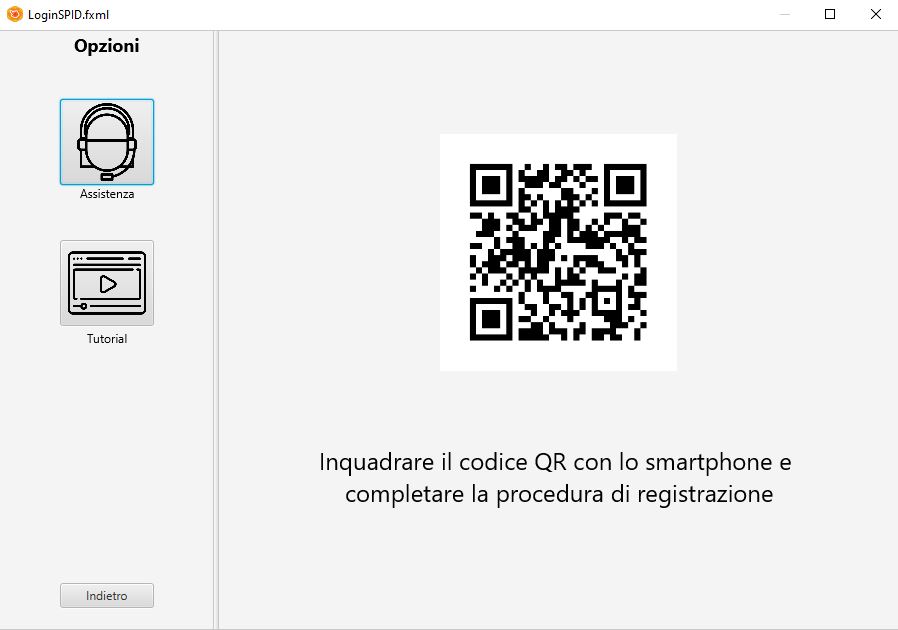 LoginSPID.fxml
Opzioni
Assistenza
Tutorial
Indietro
Inquadrare il codice QR con lo smartphone e
completare la procedura di registrazione